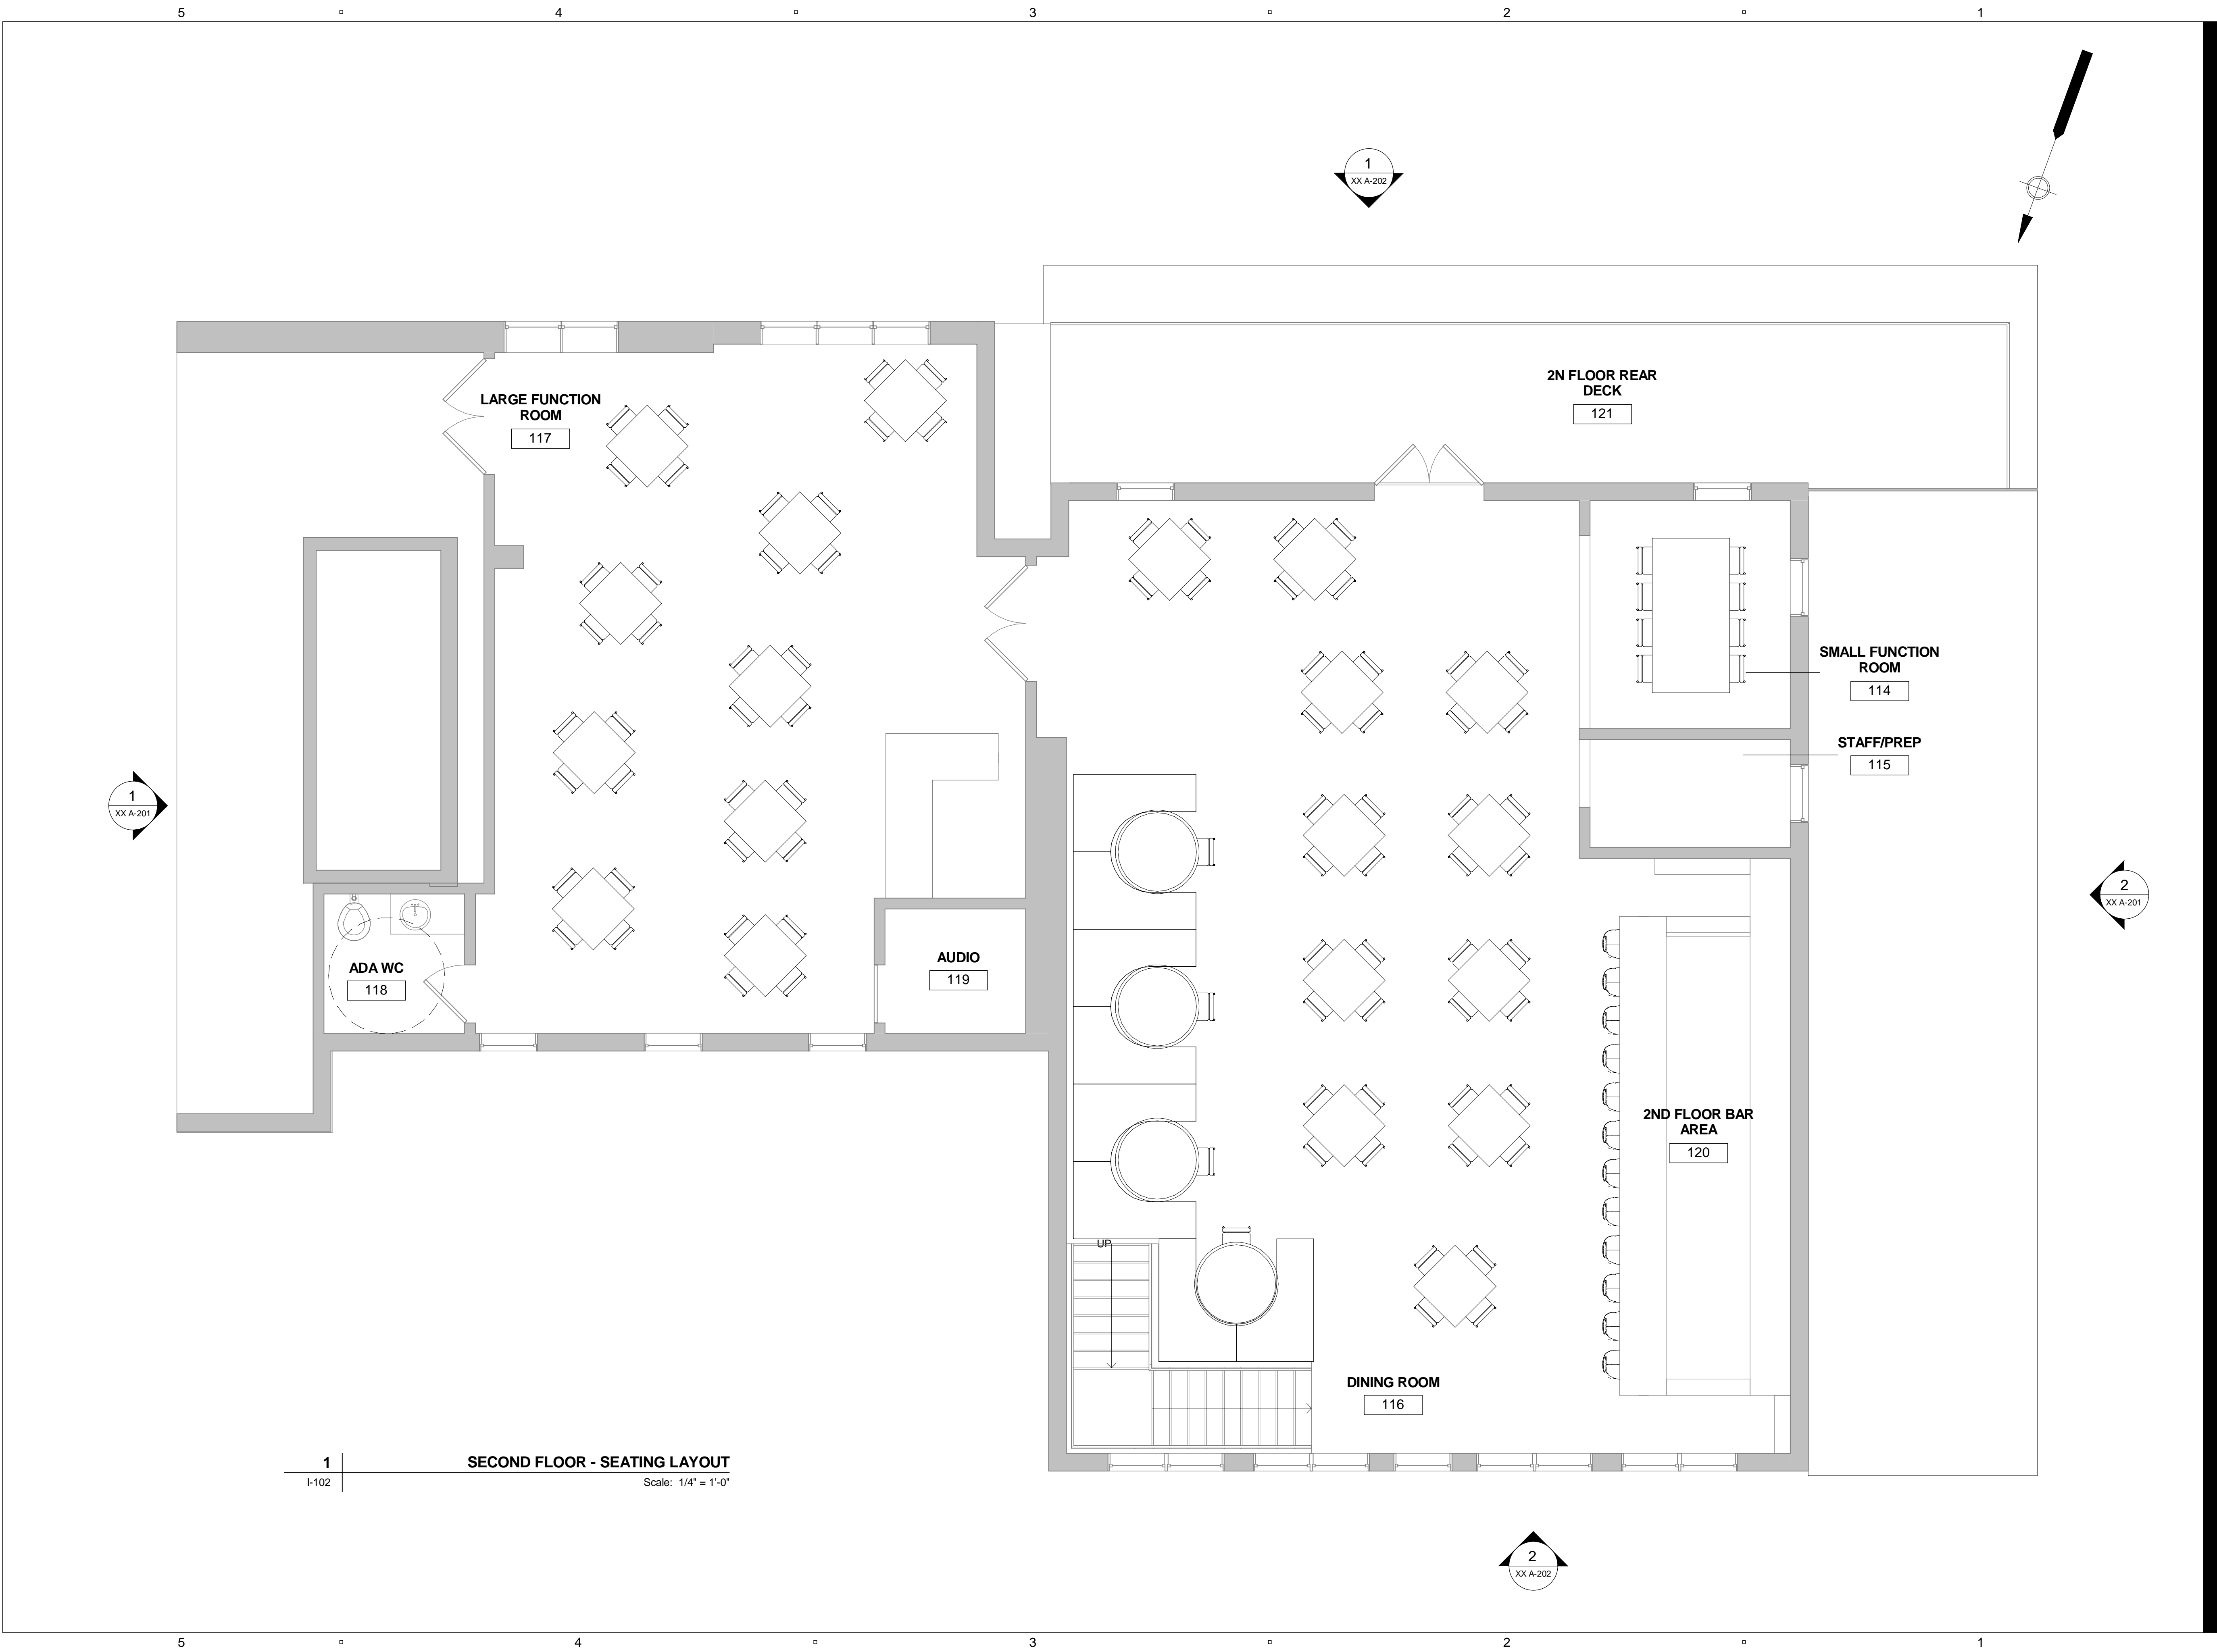 5 4 3 2 1
1
XX A-202
2N FLOOR REAR
DECK
121
LARGE FUNCTION
ROOM
117
SMALL FUNCTION
ROOM
114
STAFF/PREP
115
1
XX A-201
2
XX A-201
AUDIO
119
ADA WC
118
2ND FLOOR BAR
AREA
120
UP
DINING ROOM
116
1
SECOND FLOOR - SEATING LAYOUT
I-102
Scale: 1/4" = 1'-0"
2
XX A-202
5 4 3 2 1